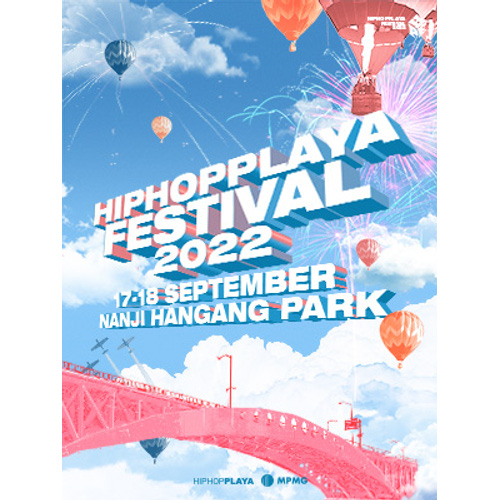 HIPHOPPLAYA
FESTIVAL
2022
17-18 SEPTEMBER
NANJI HANGANG PARK
HIPHOPPLAYA MPMG